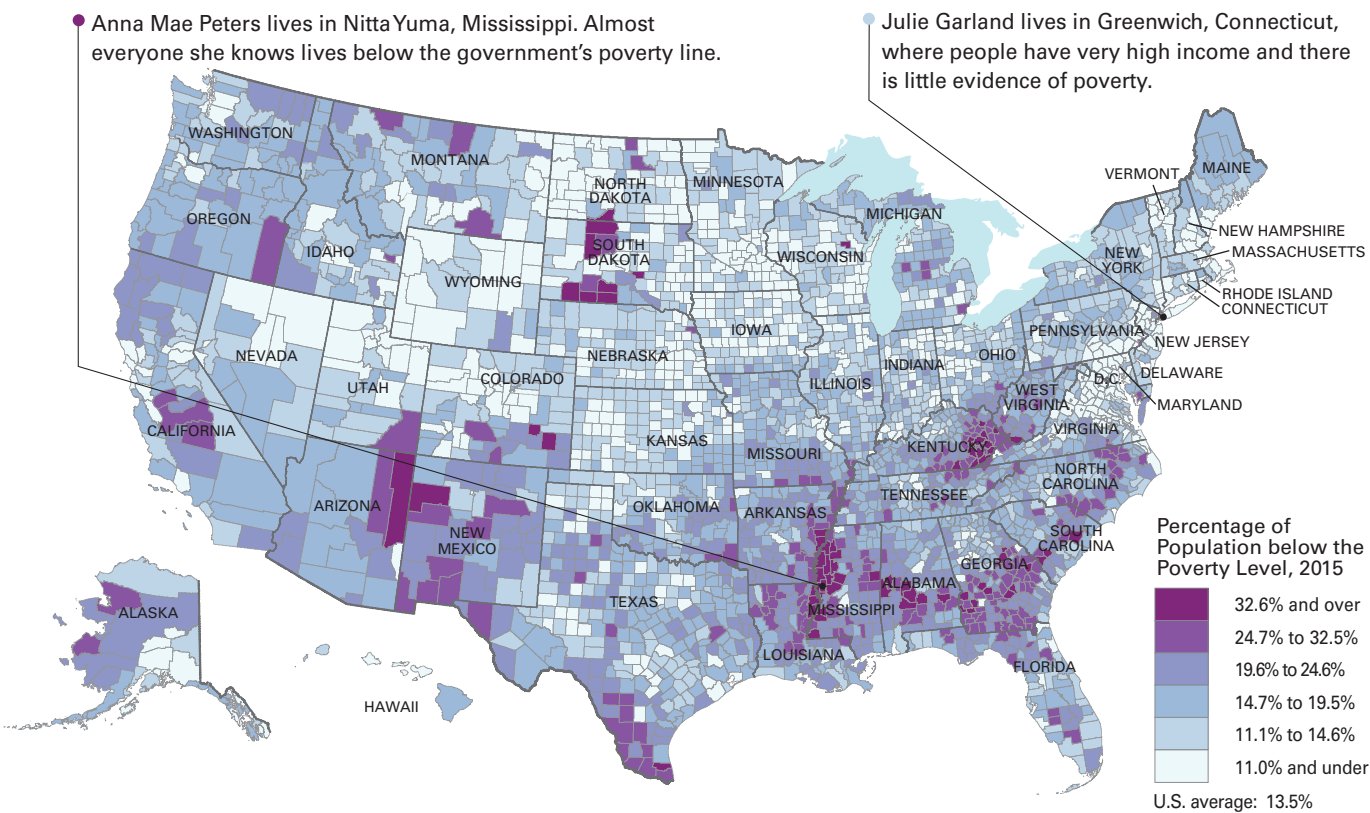 Anna Mae Peters lives in Nitta Yuma, Mississippi. Almost
everyone she knows lives below the government’s poverty line.
Julie Garland lives in Greenwich, Connecticut,
where people have very high income and there
is little evidence of poverty.
WASHINGTON
MONTANA
NORTH
DAKOTA
MINNESOTA
MICHIGAN
VERMONT
MAINE
OREGON
IDAHO
WYOMING
SOUTH
DAKOTA
WISCONSIN
NEW
YORK
NEW HAMPSHIRE
MASSACHUSETTS
RHODE ISLAND
CONNECTICUT
NEVADA
UTAH
COLORADO
NEBRASKA
IOWA
ILLINOIS
INDIANA
OHIO
PENNSYLVANIA
NEW JERSEY
DELAWARE
D.C.
MARYLAND
WEST
VIRGINIA
VIRGINIA
CALIFORNIA
KANSAS
MISSOURI
KENTUCKY
NORTH
CAROLINA
ARIZONA
NEW
MEXICO
OKLAHOMA
ARKANSAS
TENNESSEE
SOUTH
CAROLINA
GEORGIA
ALABAMA
MISSISSIPPI
TEXAS
LOUISIANA
FLORIDA
ALASKA
HAWAII
Percentage of
Population below the
Poverty Level, 2015
32.6% and over
24.7% to 32.5%
19.6% to 24.6%
14.7% to 19.5%
11.1% to 14.6%
11.0% and under
U.S. average: 13.5%